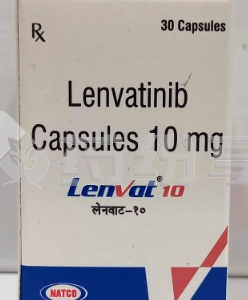 ℞ 30 Capsules
Lenvatinib
Capsules 10 mg
Lenvat® 10
लेनवाट-१०
NATCO